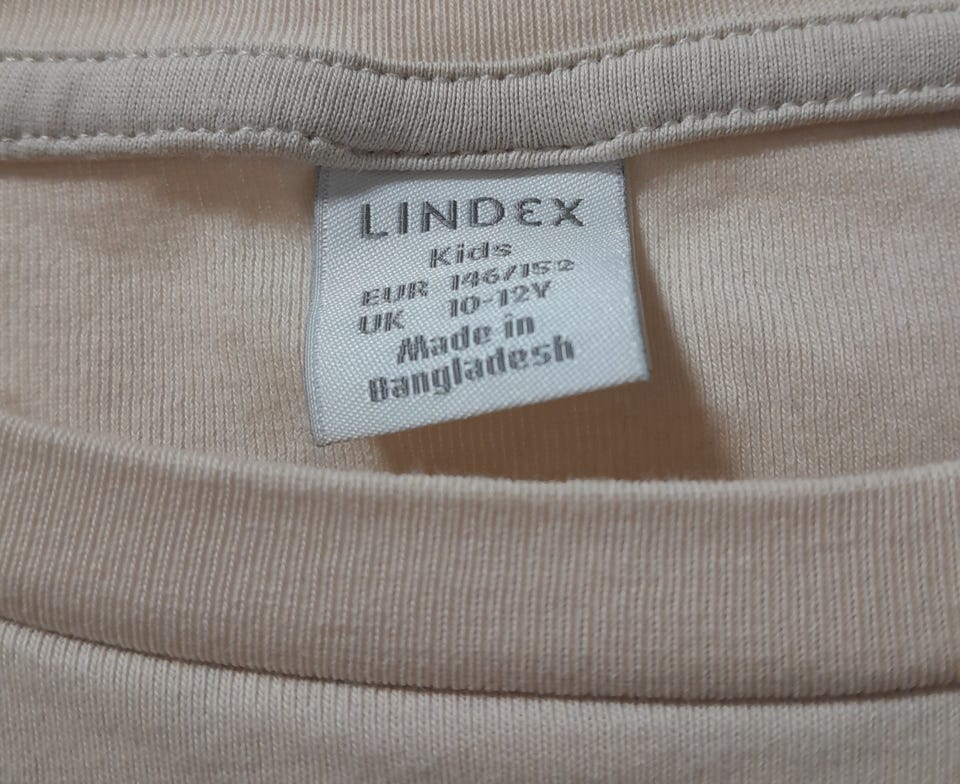 LINDEX
Kids
EUR 146/152
UK 10-12Y
Made in
Bangladesh